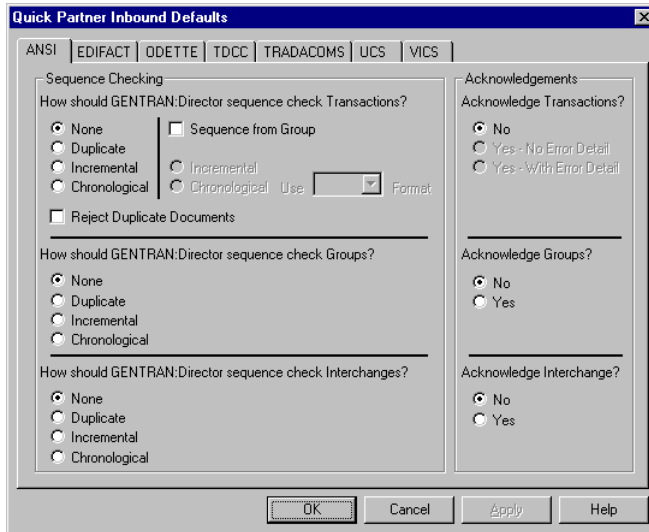 Quick Partner Inbound Defaults
ANSI EDIFACT ODETTE TDCC TRADACOMS UCS VICS
Sequence Checking
How should GENTRAN:Director sequence check Transactions?
None
Sequence from Group
Duplicate
Incremental
Incremental
Chronological
Chronological Use Format
Reject Duplicate Documents
How should GENTRAN:Director sequence check Groups?
None
Duplicate
Incremental
Chronological
How should GENTRAN:Director sequence check Interchanges?
None
Duplicate
Incremental
Chronological
Acknowledgements
Acknowledge Transactions?
No
Yes - No Error Detail
Yes - With Error Detail
Acknowledge Groups?
No
Yes
Acknowledge Interchange?
No
Yes
OK Cancel Apply Help